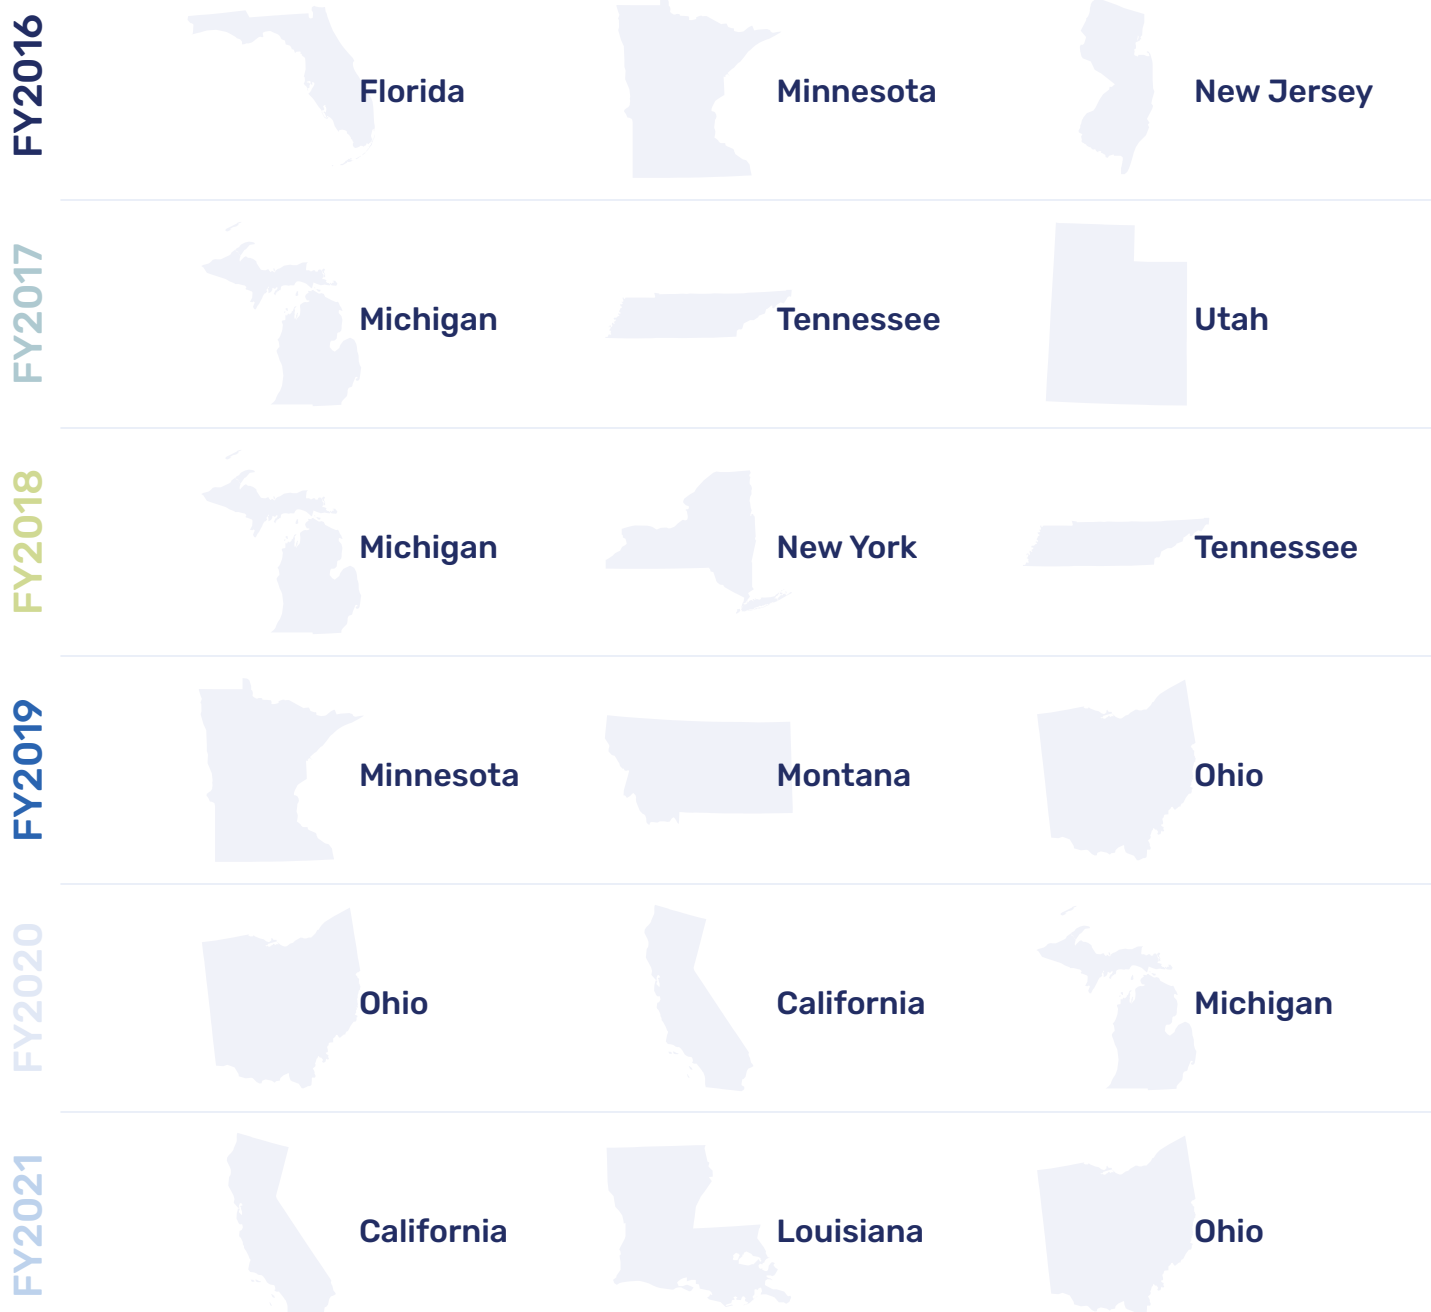 FY2016
Florida
Minnesota
New Jersey
FY2017
Michigan
Tennessee
Utah
FY2018
Michigan
New York
Tennessee
FY2019
Minnesota
Montana
Ohio
FY2020
Ohio
California
Michigan
FY2021
California
Louisiana
Ohio